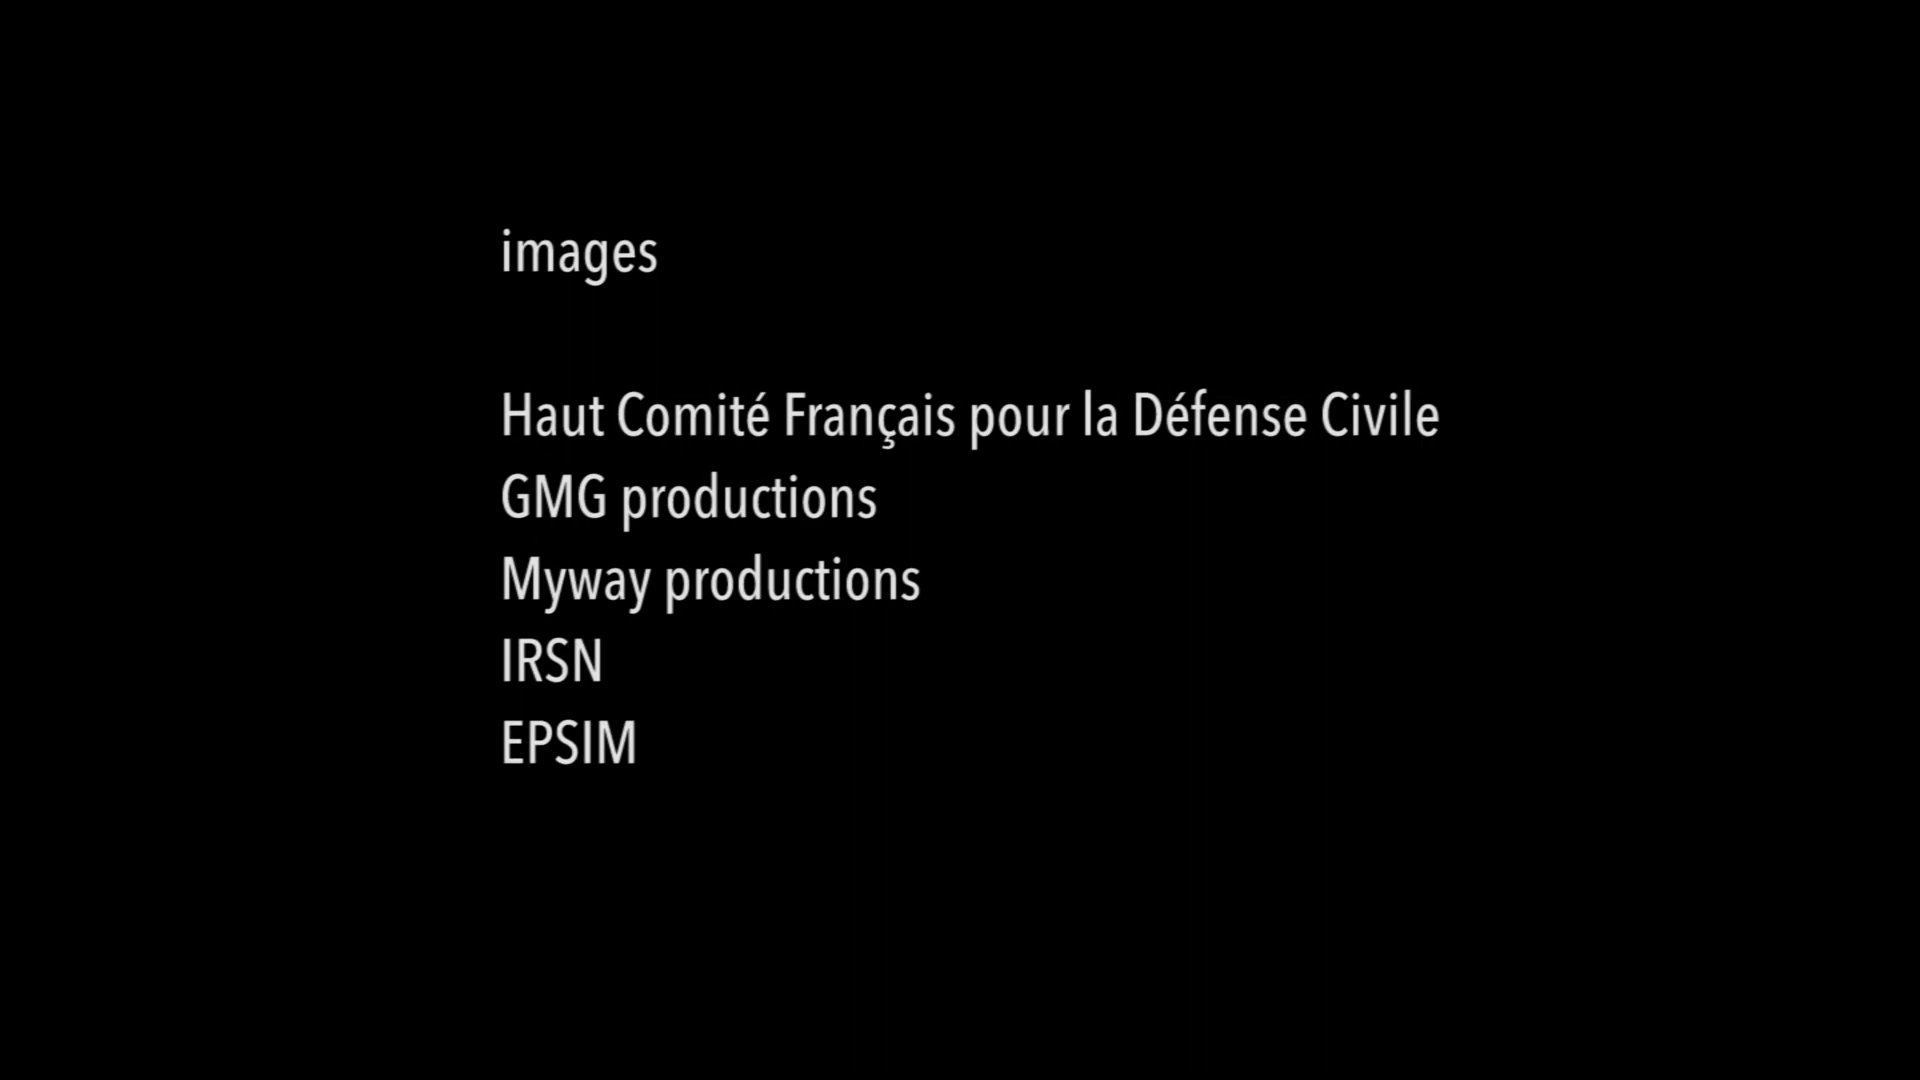 images
Haut Comité Français pour la Défense Civile
GMG productions
Myway productions
IRSN
EPSIM